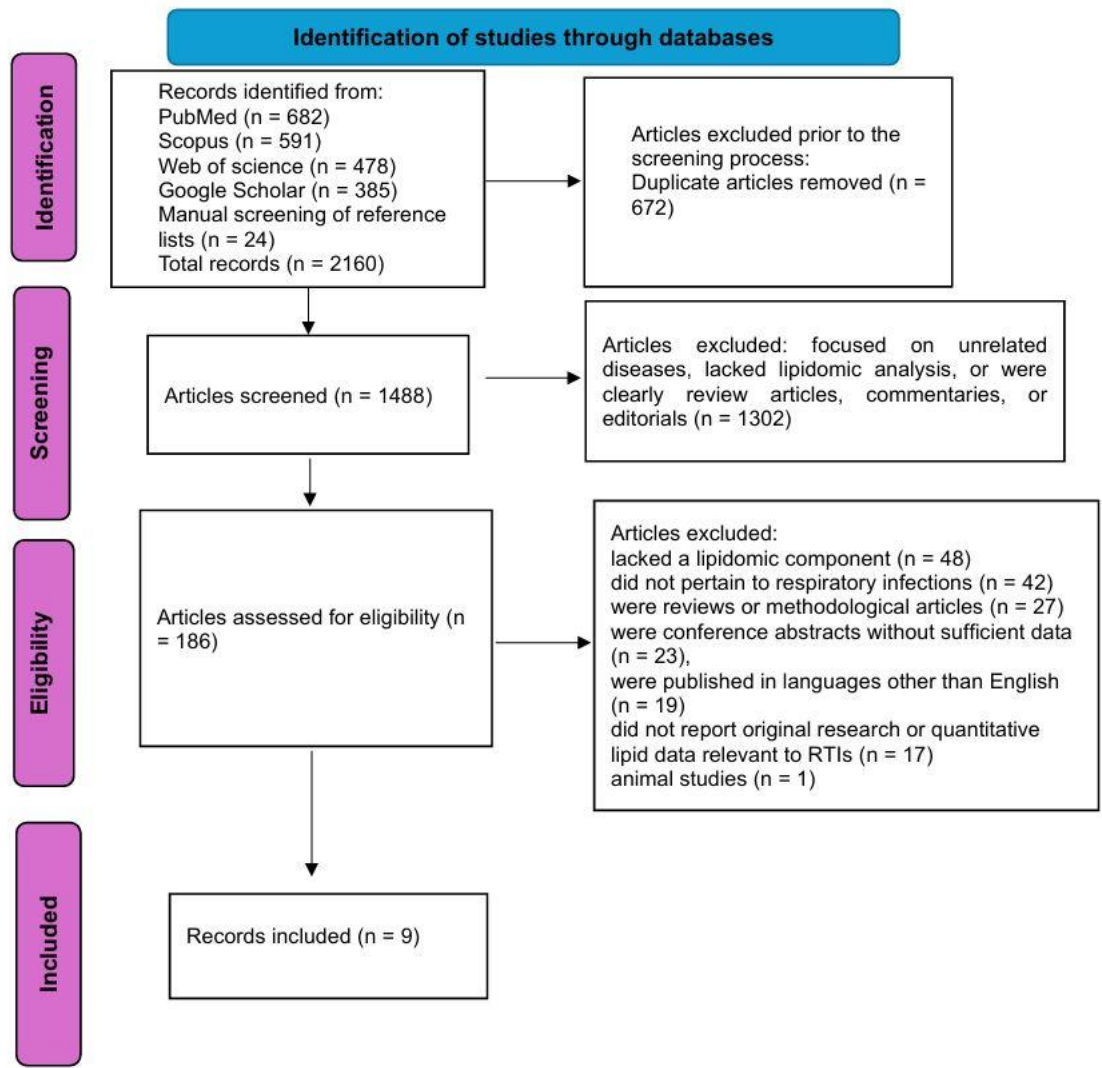 Identification of studies through databases
Identification
Records identified from:
PubMed (n = 682)
Scopus (n = 591)
Web of science (n = 478)
Google Scholar (n = 385)
Manual screening of reference
lists (n = 24)
Total records (n = 2160)
Articles excluded prior to the
screening process:
Duplicate articles removed (n =
672)
Screening
Articles screened (n = 1488)
Articles excluded: focused on unrelated
diseases, lacked lipidomic analysis, or were
clearly review articles, commentaries, or
editorials (n = 1302)
Eligibility
Articles assessed for eligibility (n
= 186)
Articles excluded:
lacked a lipidomic component (n = 48)
did not pertain to respiratory infections (n = 42)
were reviews or methodological articles (n = 27)
were conference abstracts without sufficient data
(n = 23),
were published in languages other than English
(n = 19)
did not report original research or quantitative
lipid data relevant to RTIs (n = 17)
animal studies (n = 1)
Included
Records included (n = 9)